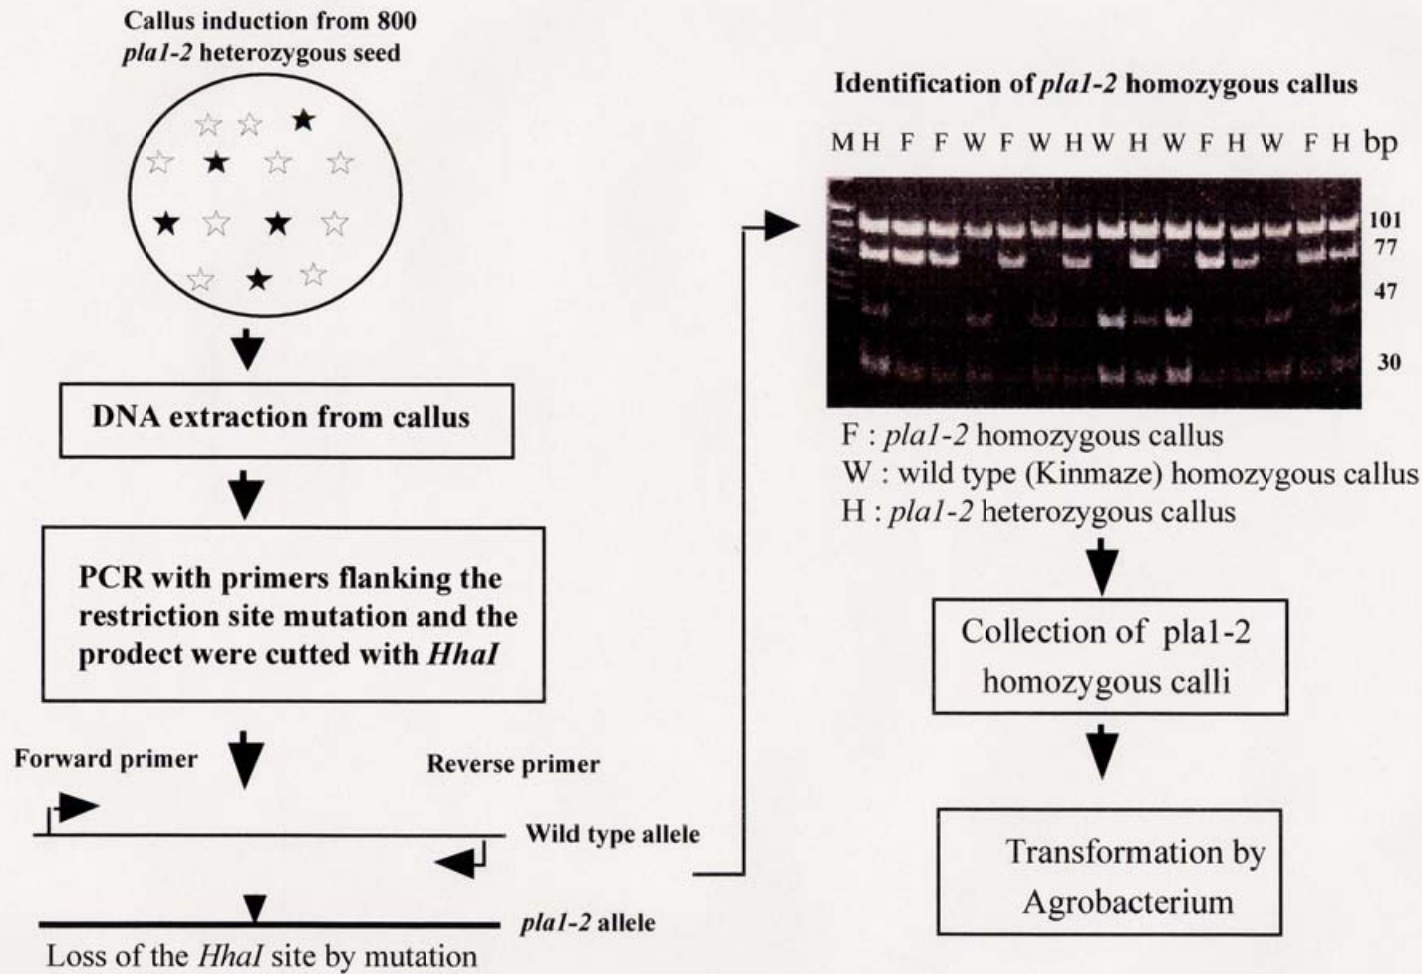 Callus induction from 800
pla1-2 heterozygous seed
DNA extraction from callus
PCR with primers flanking the
restriction site mutation and the
prodect were cutted with HhaI
Forward primer
Reverse primer
Wild type allele
pla1-2 allele
Loss of the HhaI site by mutation
Identification of pla1-2 homozygous callus
M H F F W F W H W H W F H W F H bp
101
77
47
30
F : pla1-2 homozygous callus
W : wild type (Kinmaze) homozygous callus
H : pla1-2 heterozygous callus
Collection of pla1-2
homozygous calli
Transformation by
Agrobacterium